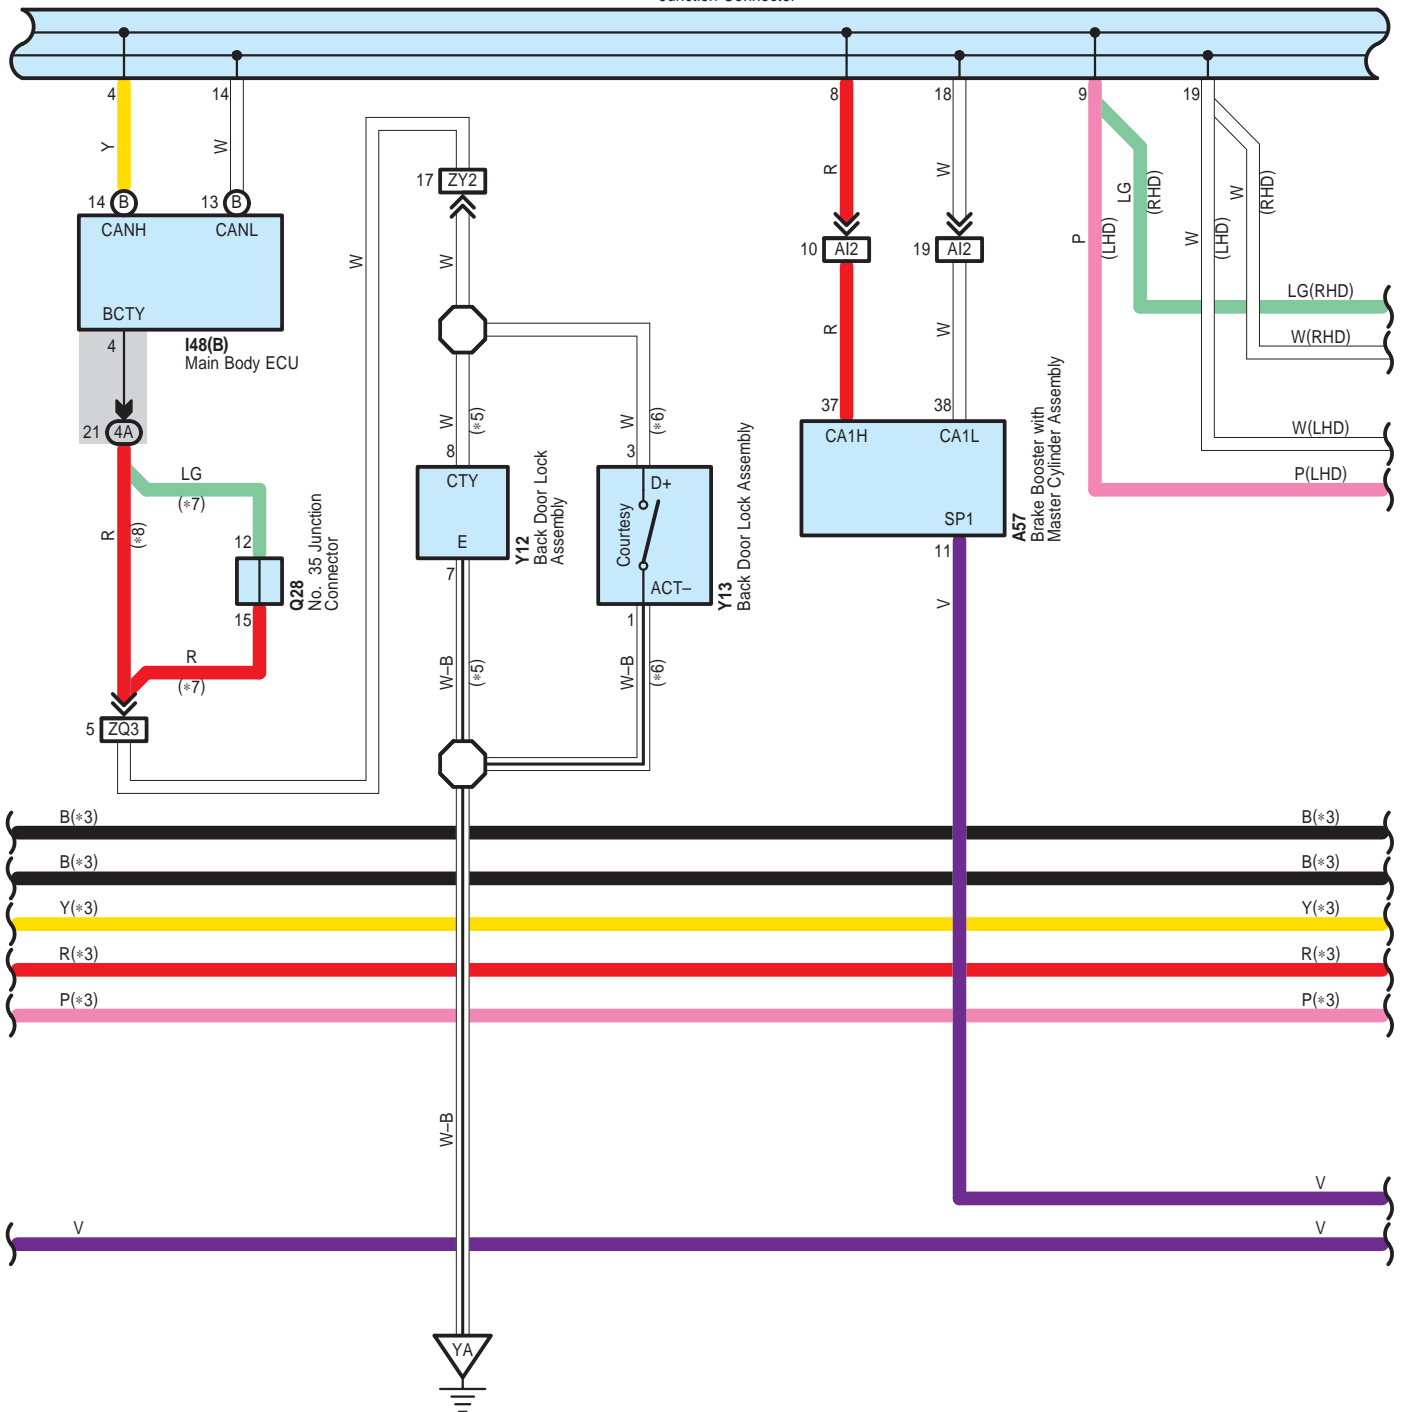 Junction Connector
4
14
8
18
9
19
Y
W
R
W
LG
(RHD)
W
(RHD)
P
(LHD)
W
(LHD)
17 ZY2
14 B
13 B
CANH
CANL
BCTY
4
I48(B)
Main Body ECU
21 4A
W
W
10 AI2
19 AI2
R
W
LG(RHD)
W(RHD)
W(LHD)
P(LHD)
37
38
CA1H
CA1L
SP1
11
A57
Brake Booster with
Master Cylinder Assembly
V
LG
(*7)
R
(*8)
12
15
Q28
No. 35 Junction
Connector
R
(*7)
5 ZQ3
W
(*5)
8
CTY
E
7
Y12
Back Door Lock
Assembly
W
(*6)
3
D+
Courtesy
ACT–
1
Y13
Back Door Lock Assembly
W–B
(*5)
W–B
(*6)
B(*3)
B(*3)
B(*3)
B(*3)
Y(*3)
Y(*3)
R(*3)
R(*3)
P(*3)
P(*3)
W–B
V
V
V
YA